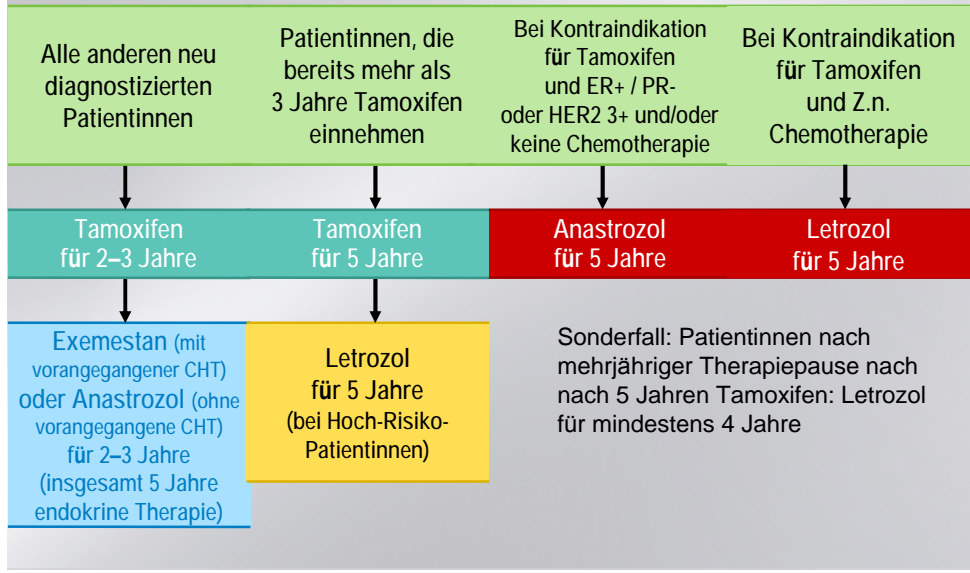 Alle anderen neu
diagnostizierten
Patientinnen
Patientinnen, die
bereits mehr als
3 Jahre Tamoxifen
einnehmen
Bei Kontraindikation
für Tamoxifen
und ER+ / PR-
oder HER2 3+ und/oder
keine Chemotherapie
Bei Kontraindikation
für Tamoxifen
und Z.n.
Chemotherapie
Tamoxifen
für 2–3 Jahre
Tamoxifen
für 5 Jahre
Anastrozol
für 5 Jahre
Letrozol
für 5 Jahre
Exemestan (mit
vorangegangener CHT)
oder Anastrozol (ohne
vorangegangene CHT)
für 2–3 Jahre
(insgesamt 5 Jahre
endokrine Therapie)
Letrozol
für 5 Jahre
(bei Hoch-Risiko-
Patientinnen)
Sonderfall: Patientinnen nach
mehrjähriger Therapiepause nach
nach 5 Jahren Tamoxifen: Letrozol
für mindestens 4 Jahre